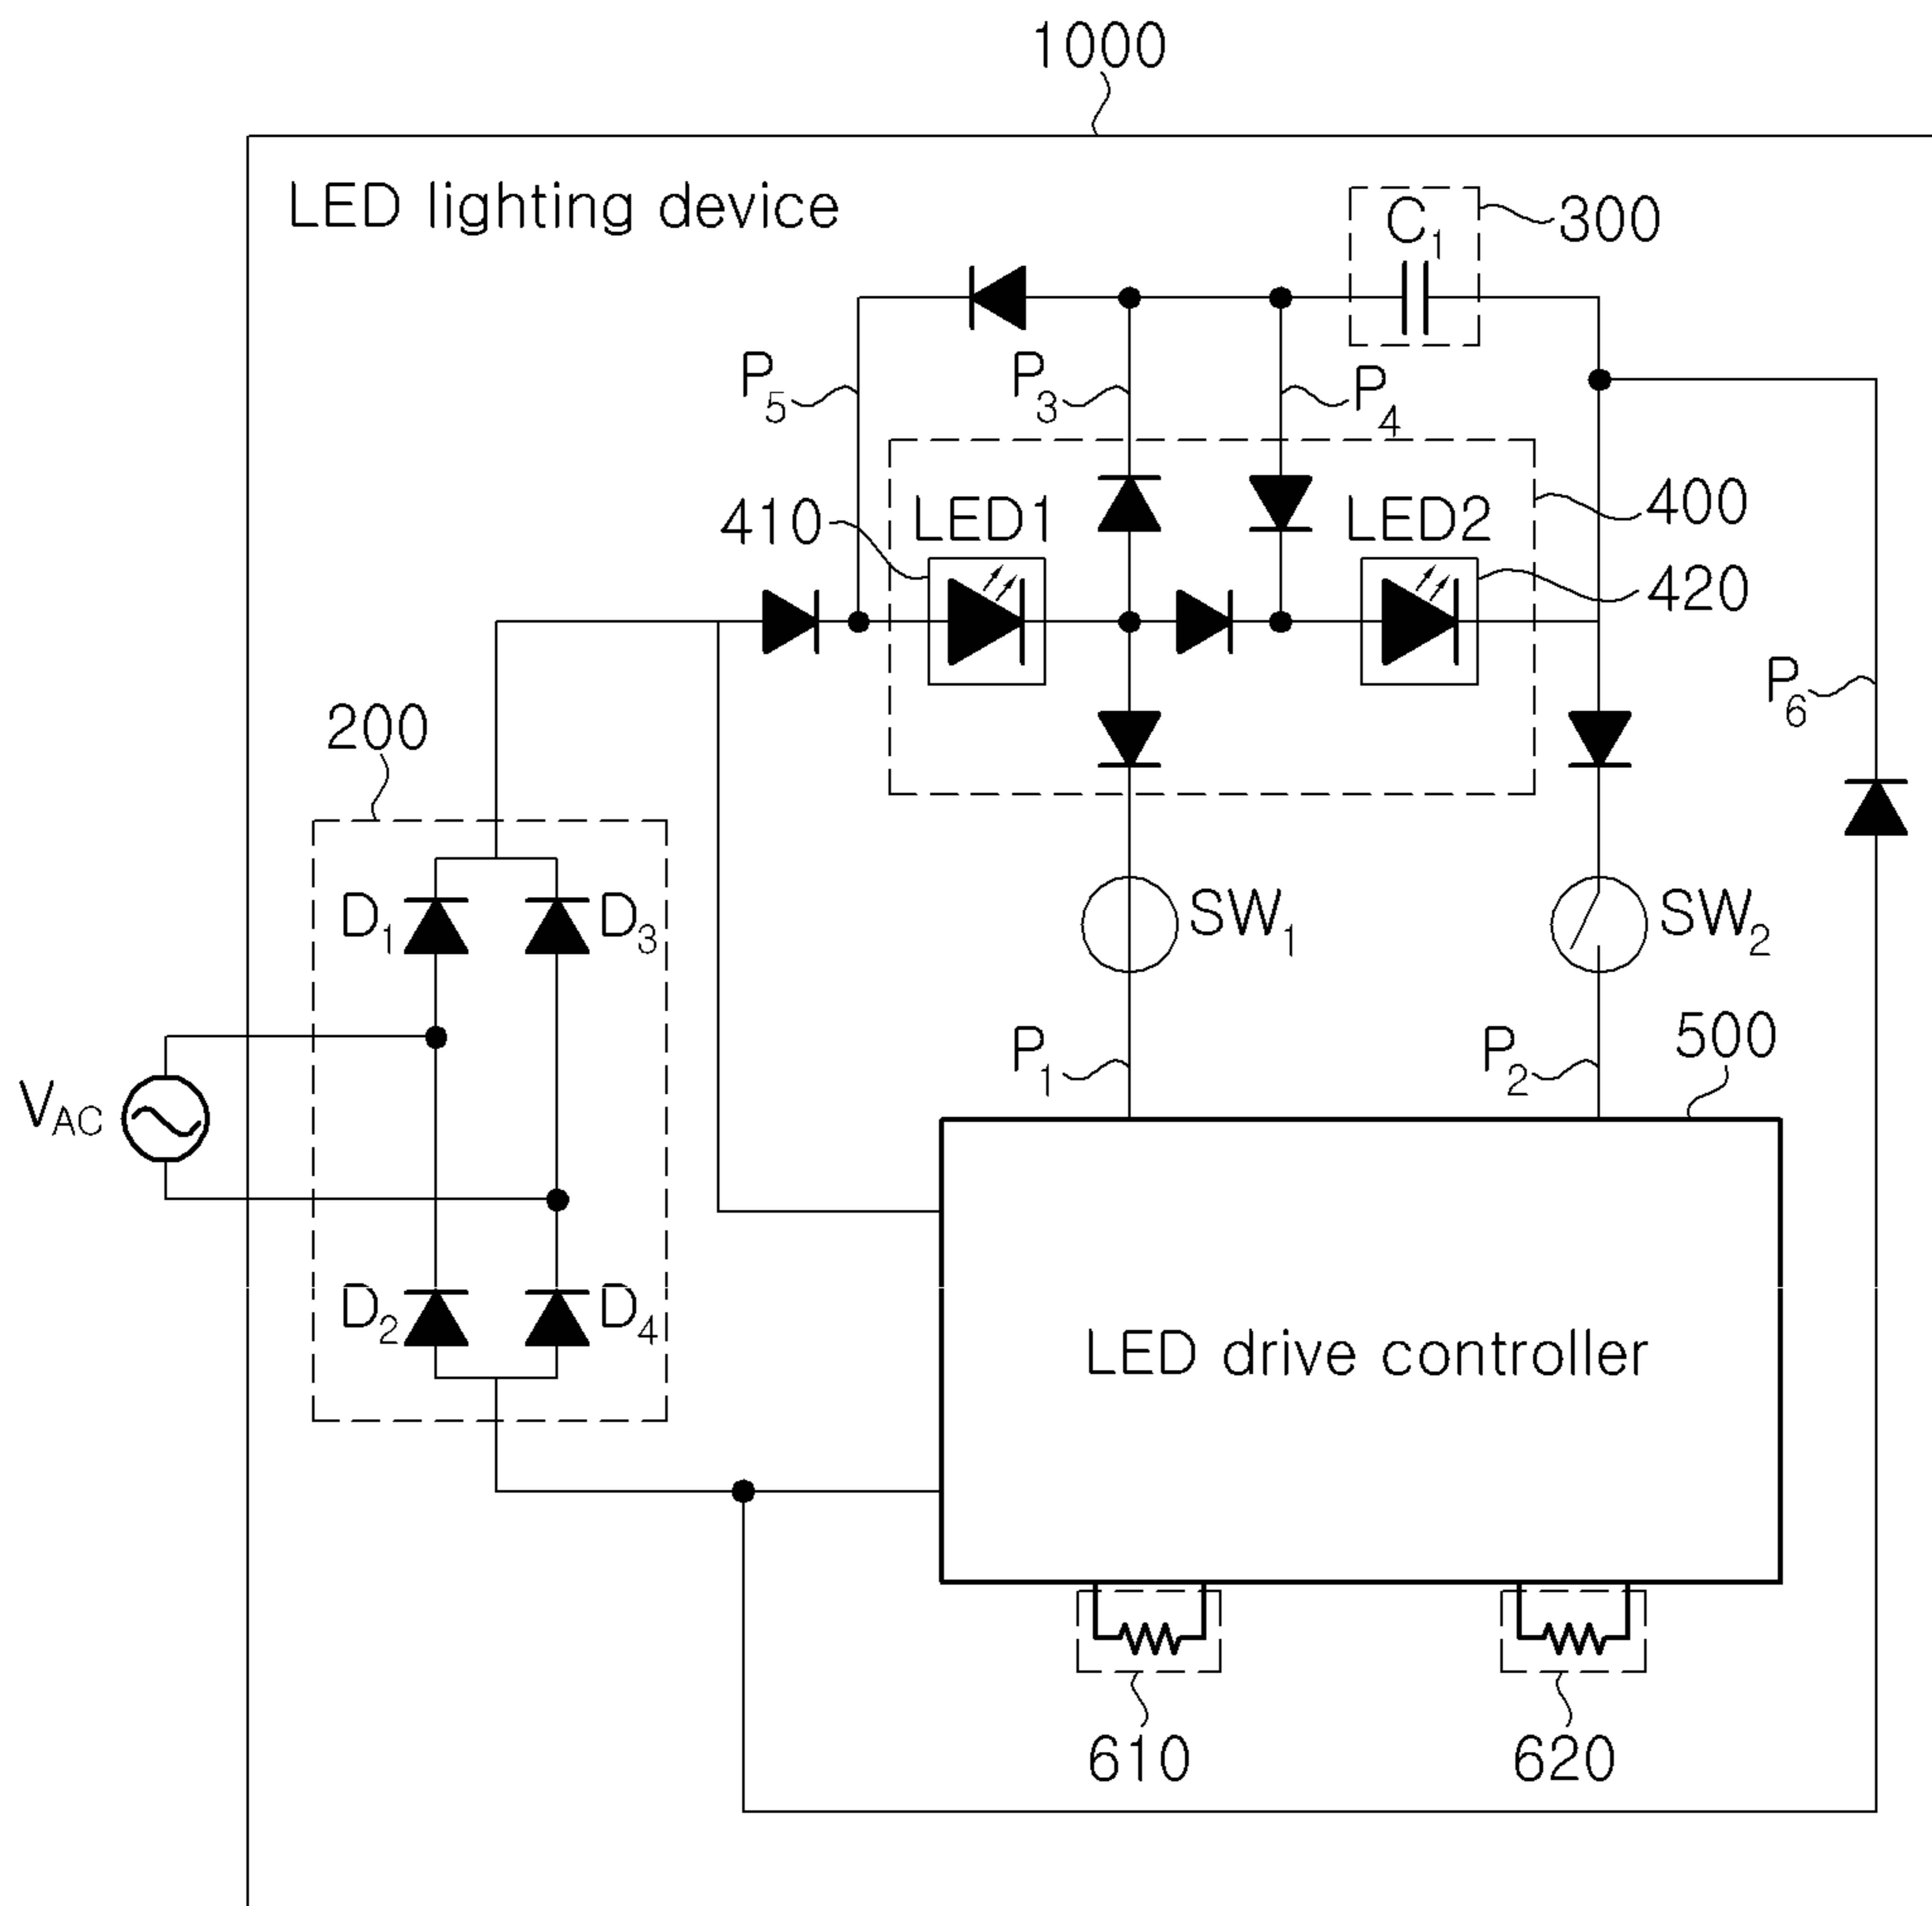 1000
LED lighting device
C1
300
P5
P3
P4
410
LED1
LED2
400
420
P6
200
D1
D3
SW1
SW2
P1
P2
500
VAC
D2
D4
LED drive controller
610
620